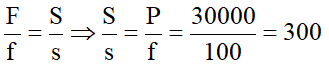 F/f = S/s ⇒ S/s = P/f = 30000/100 = 300